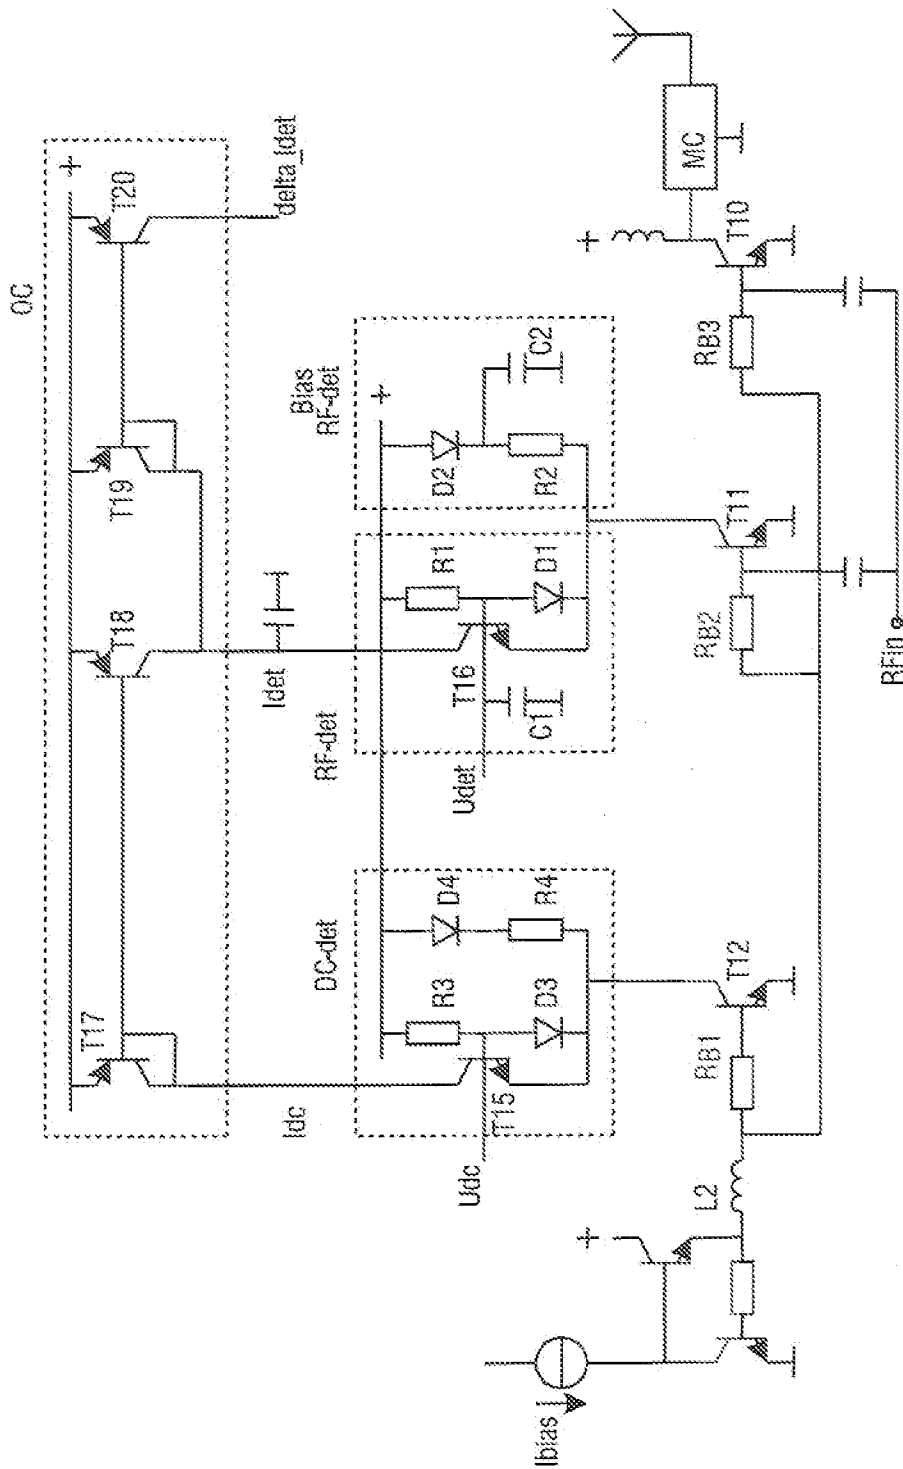 OC
+
T17
T18
T19
T20
delta_Idet
Idc
Idet
DC-det
RF-det
Bias
RF-det
+
R3
D4
R1
D2
T15
D3
R4
T16
D1
R2
C1
C2
Udc
Udet
Ibias
+
L2
RB1
T12
RB2
T11
RB3
T10
+
MC
RFin